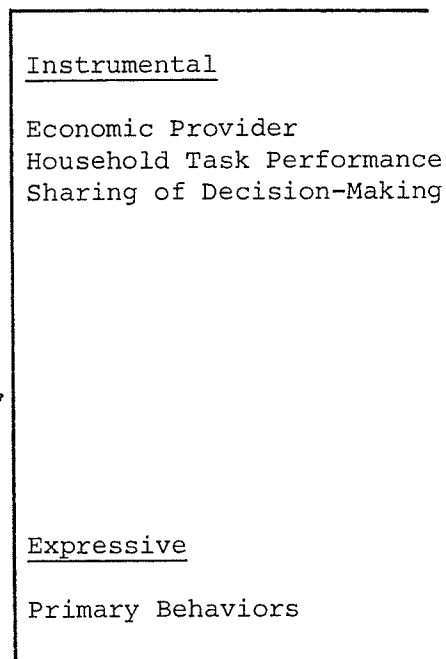 Instrumental
Economic Provider
Household Task Performance
Sharing of Decision-Making
Expressive
Primary Behaviors